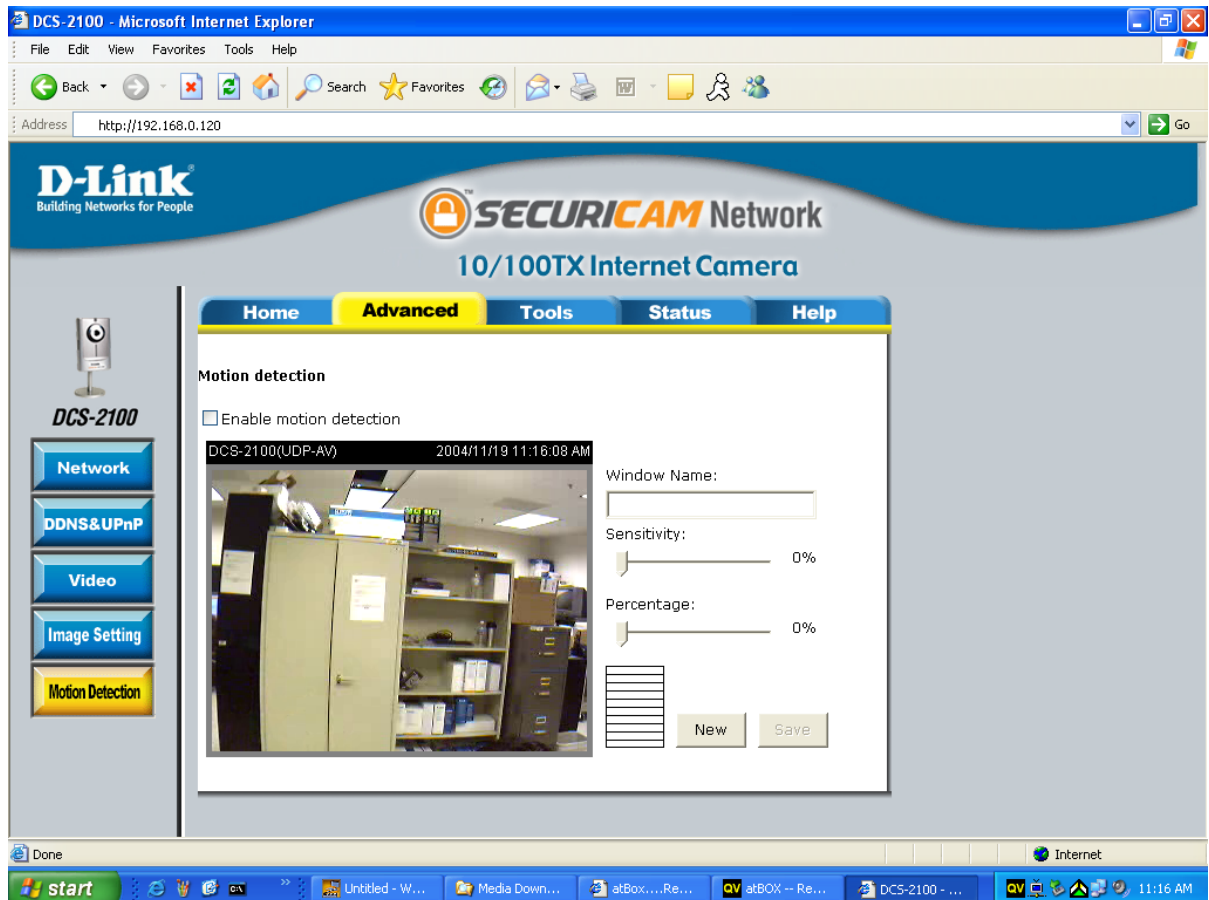 DCS-2100 - Microsoft Internet Explorer
File Edit View Favorites Tools Help
Back Search Favorites
Address http://192.168.0.120 Go
D-Link®
Building Networks for People
SECURICAM™ Network
10/100TX Internet Camera
Home Advanced Tools Status Help
DCS-2100
Network
DDNS&UPnP
Video
Image Setting
Motion Detection
Motion detection
Enable motion detection
DCS-2100(UDP-AV) 2004/11/19 11:16:08 AM
Window Name:
Sensitivity:
0%
Percentage:
0%
New Save
Done Internet
start Untitled - W... Media Down... atBox....Re... QV atBOX -- Re... DCS-2100 - ... QV 11:16 AM